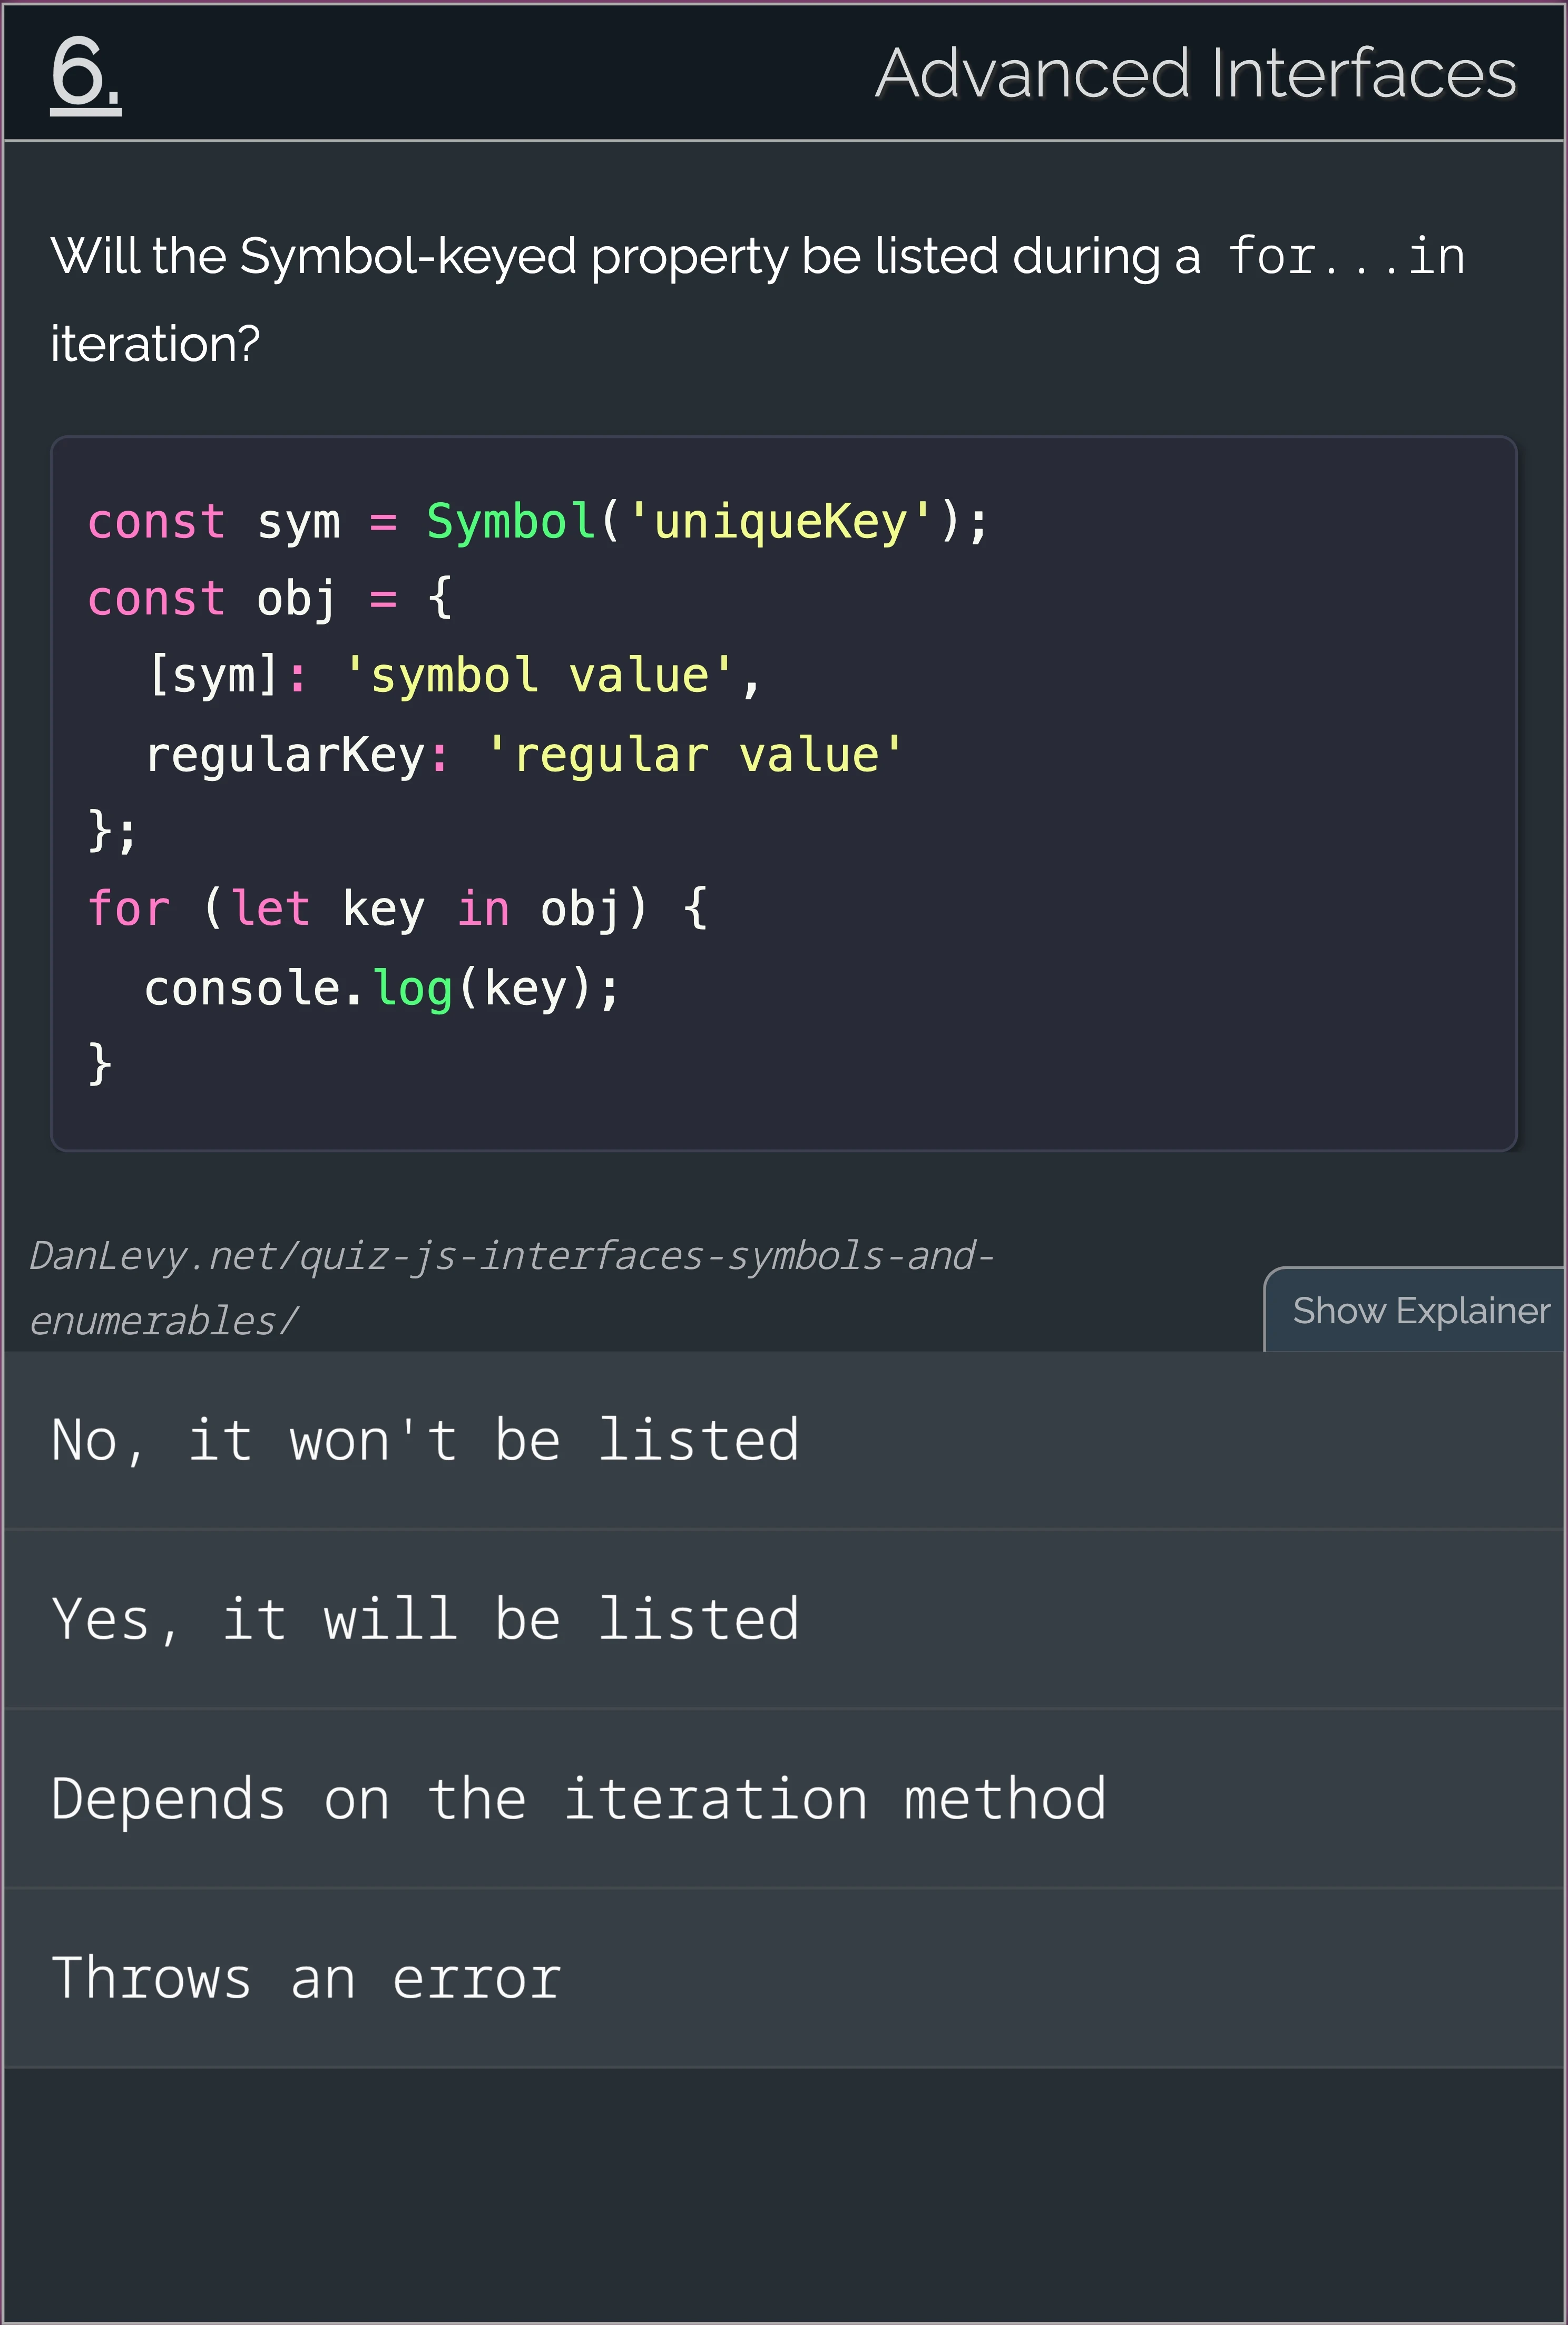 6.
Advanced Interfaces
Will the Symbol-keyed property be listed during a for...in
iteration?
const sym = Symbol('uniqueKey');
const obj = {
  [sym]: 'symbol value',
  regularKey: 'regular value'
};
for (let key in obj) {
  console.log(key);
}
DanLevy.net/quiz-js-interfaces-symbols-and-
enumerables/
Show Explainer
No, it won't be listed
Yes, it will be listed
Depends on the iteration method
Throws an error